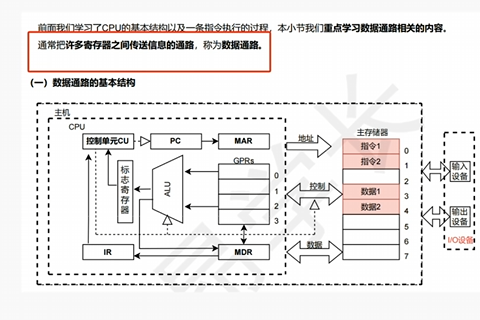 前面我们学习了CPU的基本结构以及一条指令执行的过程，本小节我们重点学习数据通路相关的内容。
通常把许多寄存器之间传送信息的通路，称为数据通路。
（一）数据通路的基本结构
主机
CPU
控制单元CU
PC
MAR
地址
主存储器
指令1
0
指令2
1
2
数据1
3
数据2
4
5
6
7
标志寄存器
ALU
GPRs
0
1
2
3
控制
数据
IR
MDR
输入设备
输出设备
I/O设备